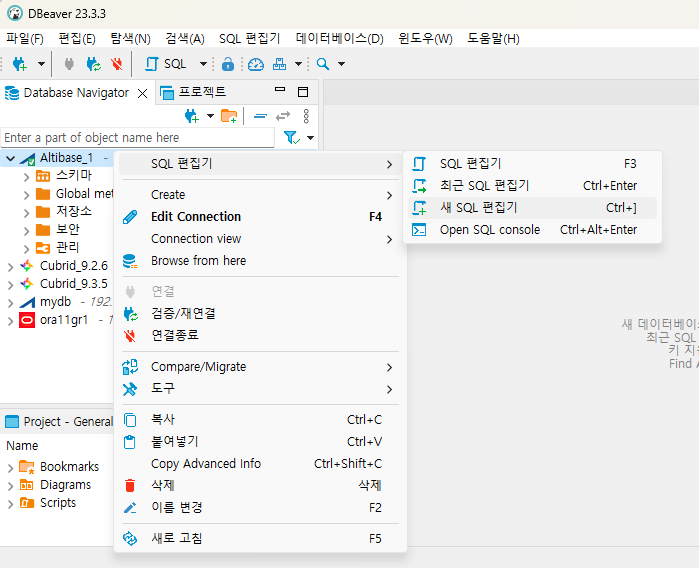 DBeaver 23.3.3
파일(F) 편집(E) 탐색(N) 검색(A) SQL 편집기 데이터베이스(D) 윈도우(W) 도움말(H)
SQL
Database Navigator 프로젝트
Enter a part of object name here
Altibase_1 -
스키마
Global met
저장소
보안
관리
Cubrid_9.2.6
Cubrid_9.3.5
mydb - 192.
ora11gr1 - 1
SQL 편집기
Create
Edit Connection F4
Connection view
Browse from here
연결
검증/재연결
연결종료
Compare/Migrate
도구
복사 Ctrl+C
붙여넣기 Ctrl+V
Copy Advanced Info Ctrl+Shift+C
삭제 삭제
이름 변경 F2
새로 고침 F5
SQL 편집기 F3
최근 SQL 편집기 Ctrl+Enter
새 SQL 편집기 Ctrl+]
Open SQL console Ctrl+Alt+Enter
새 데이터베이스
최근 SQL
키 지
Find A
Project - General
Name
Bookmarks
Diagrams
Scripts